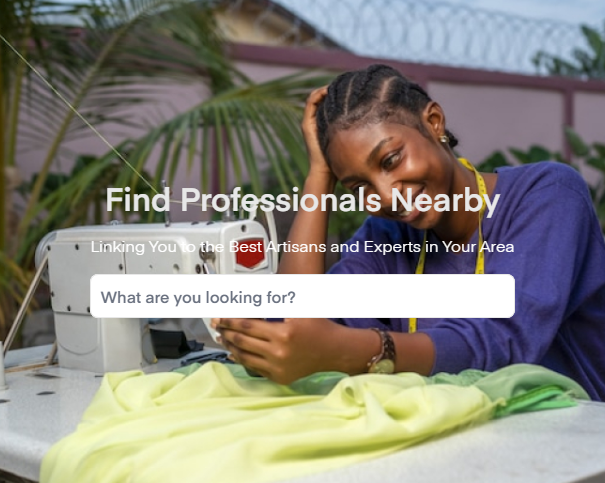 Find Professionals Nearby
Linking You to the Best Artisans and Experts in Your Area
What are you looking for?